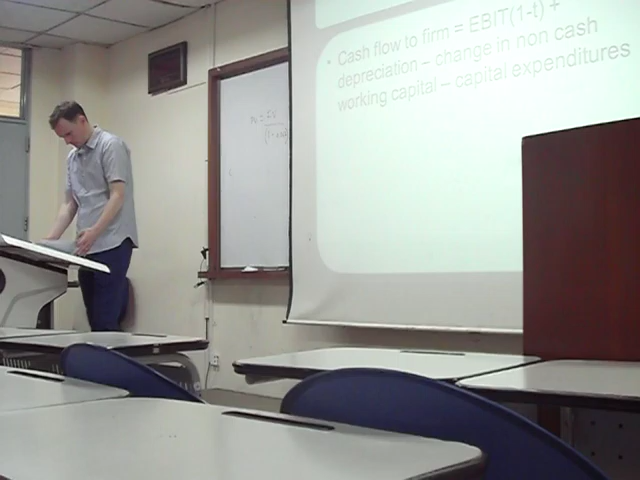 • Cash flow to firm = EBIT(1-t) +
depreciation – change in non cash
working capital – capital expenditures